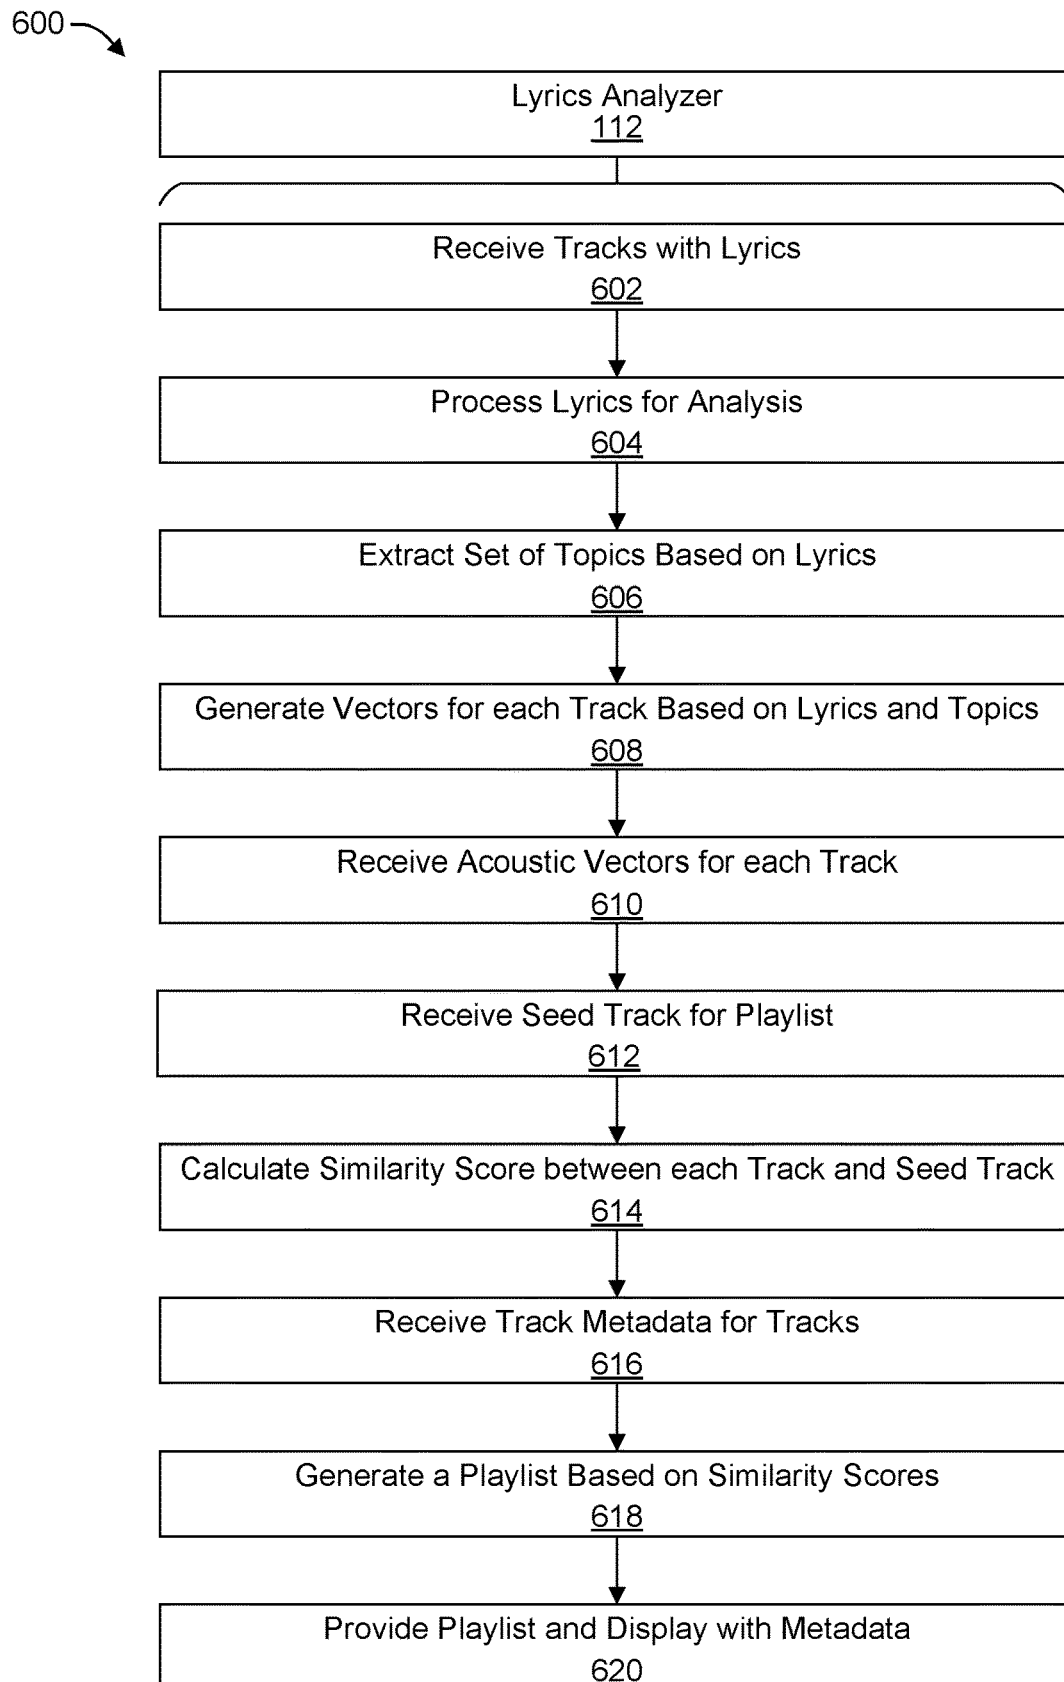 600
Lyrics Analyzer
112
Receive Tracks with Lyrics
602
Process Lyrics for Analysis
604
Extract Set of Topics Based on Lyrics
606
Generate Vectors for each Track Based on Lyrics and Topics
608
Receive Acoustic Vectors for each Track
610
Receive Seed Track for Playlist
612
Calculate Similarity Score between each Track and Seed Track
614
Receive Track Metadata for Tracks
616
Generate a Playlist Based on Similarity Scores
618
Provide Playlist and Display with Metadata
620